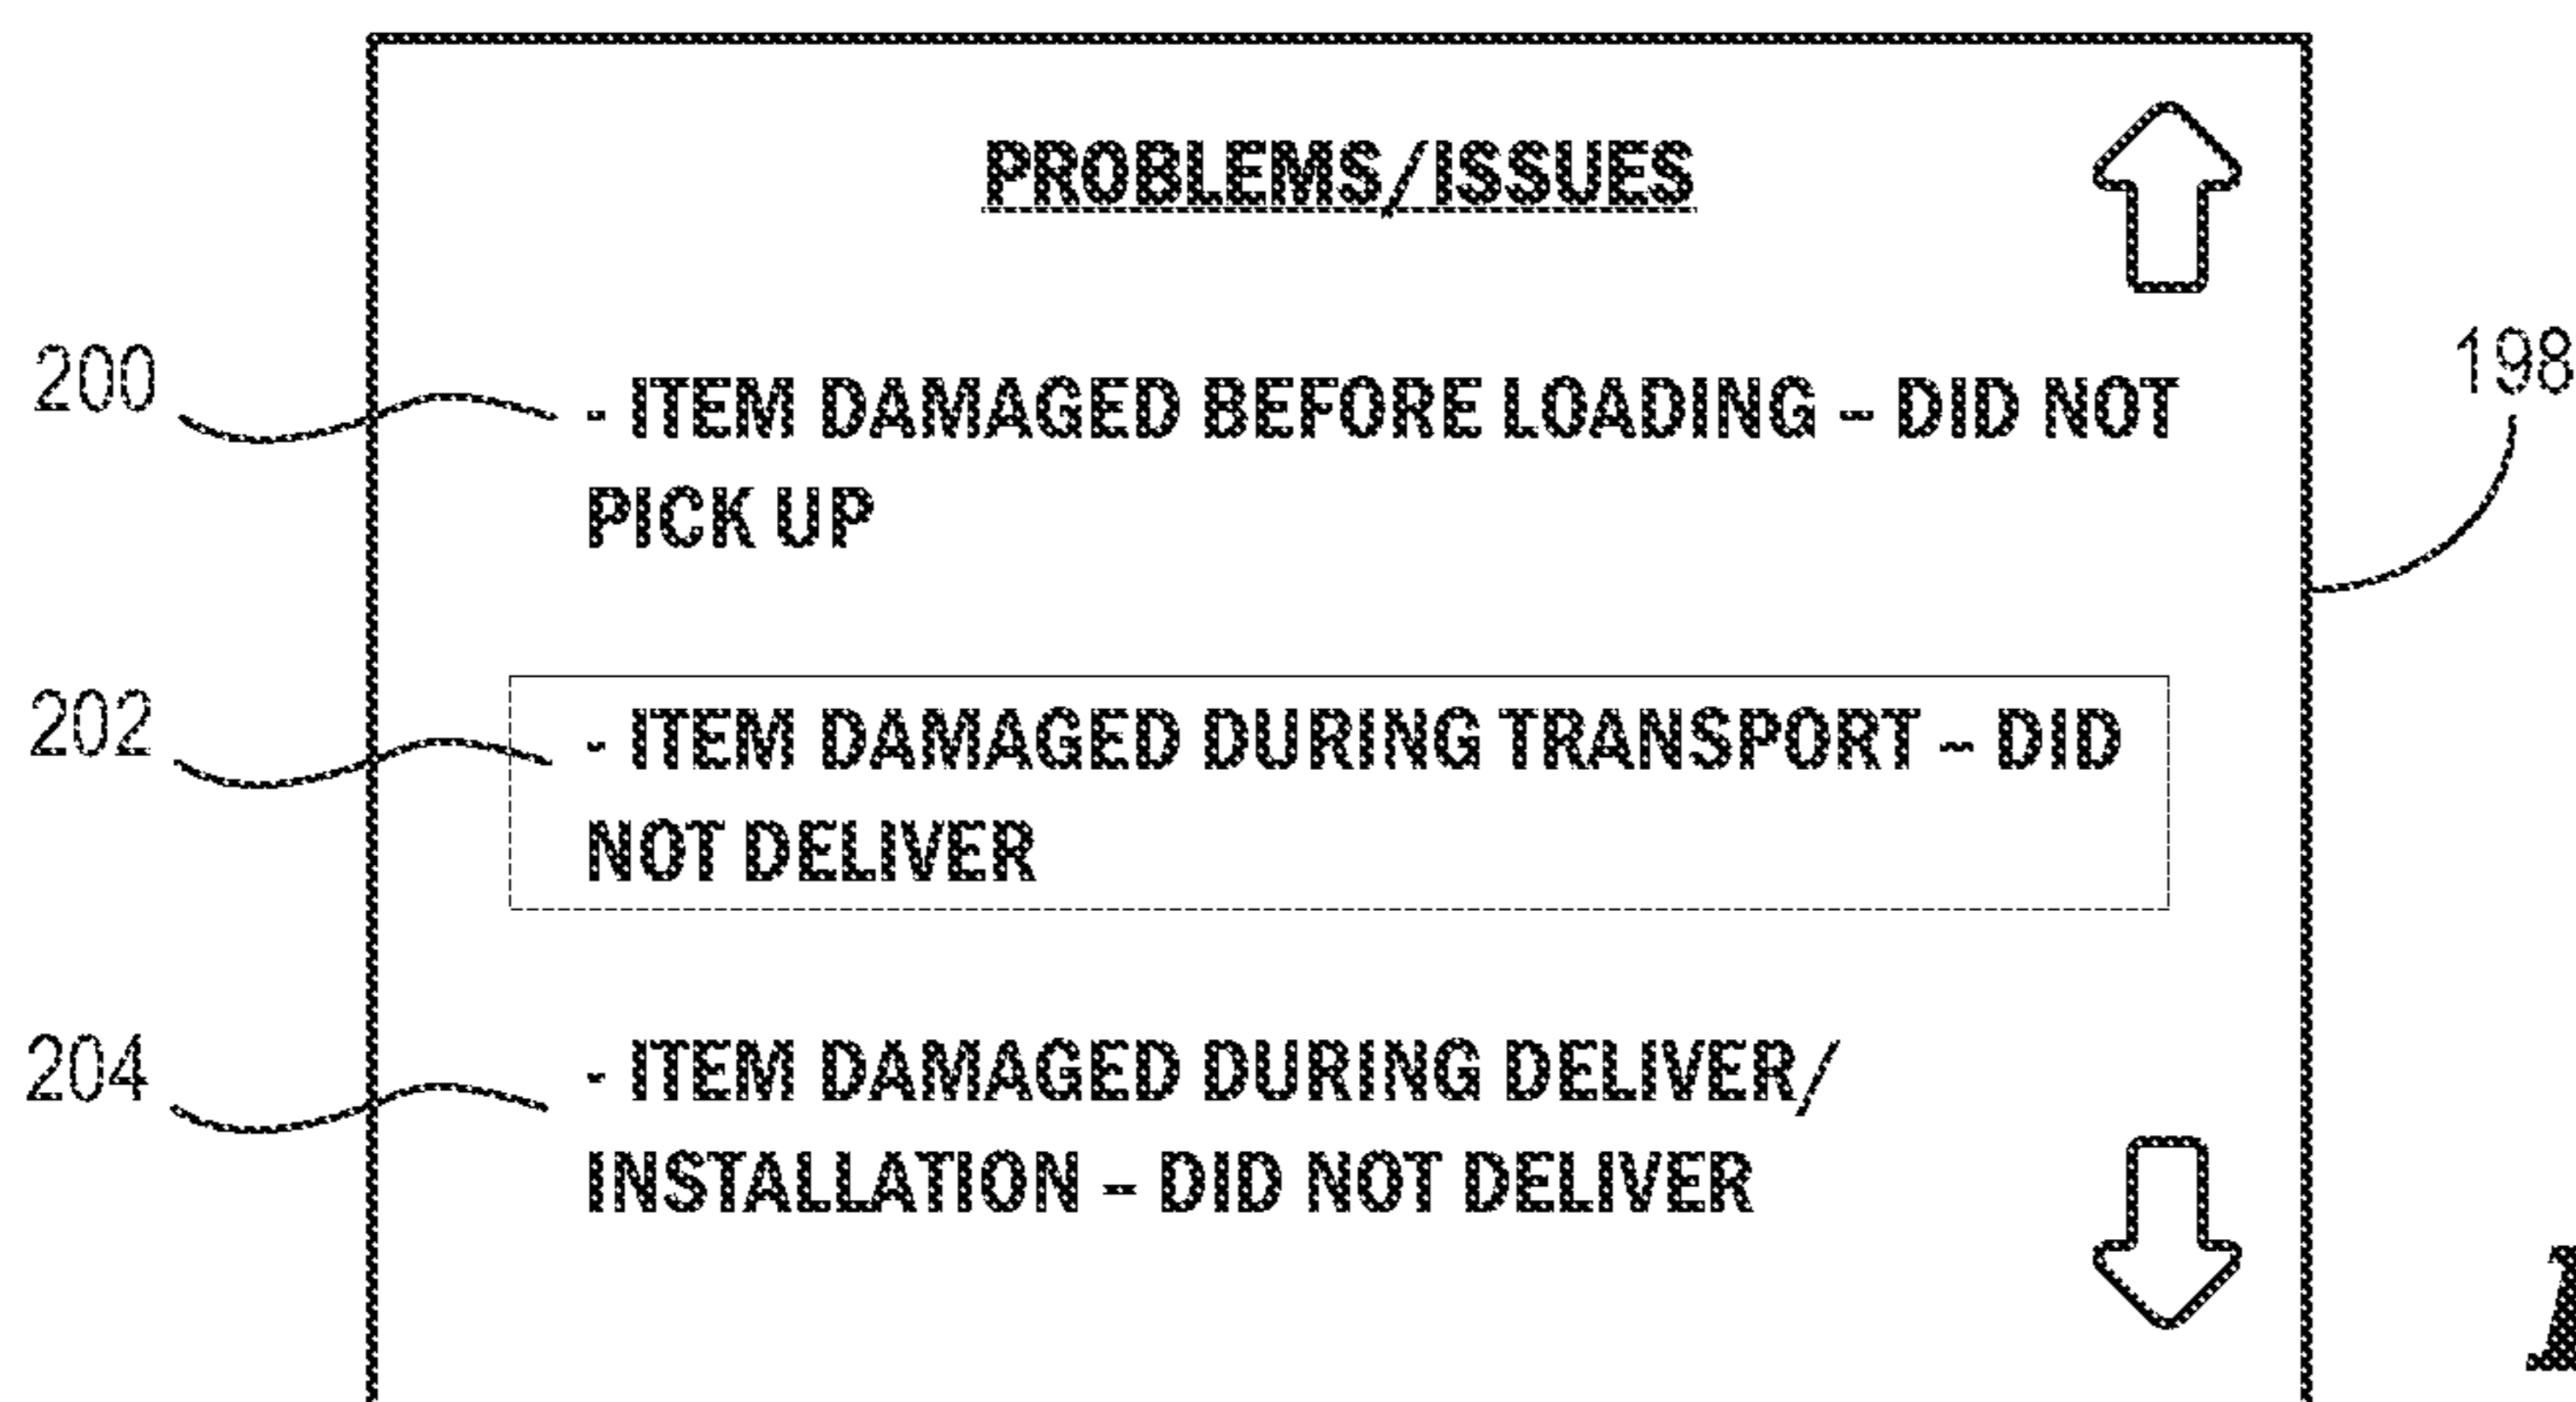 PROBLEMS/ISSUES
200
198
- ITEM DAMAGED BEFORE LOADING – DID NOT
PICK UP
202
- ITEM DAMAGED DURING TRANSPORT – DID
NOT DELIVER
204
- ITEM DAMAGED DURING DELIVER/
INSTALLATION – DID NOT DELIVER